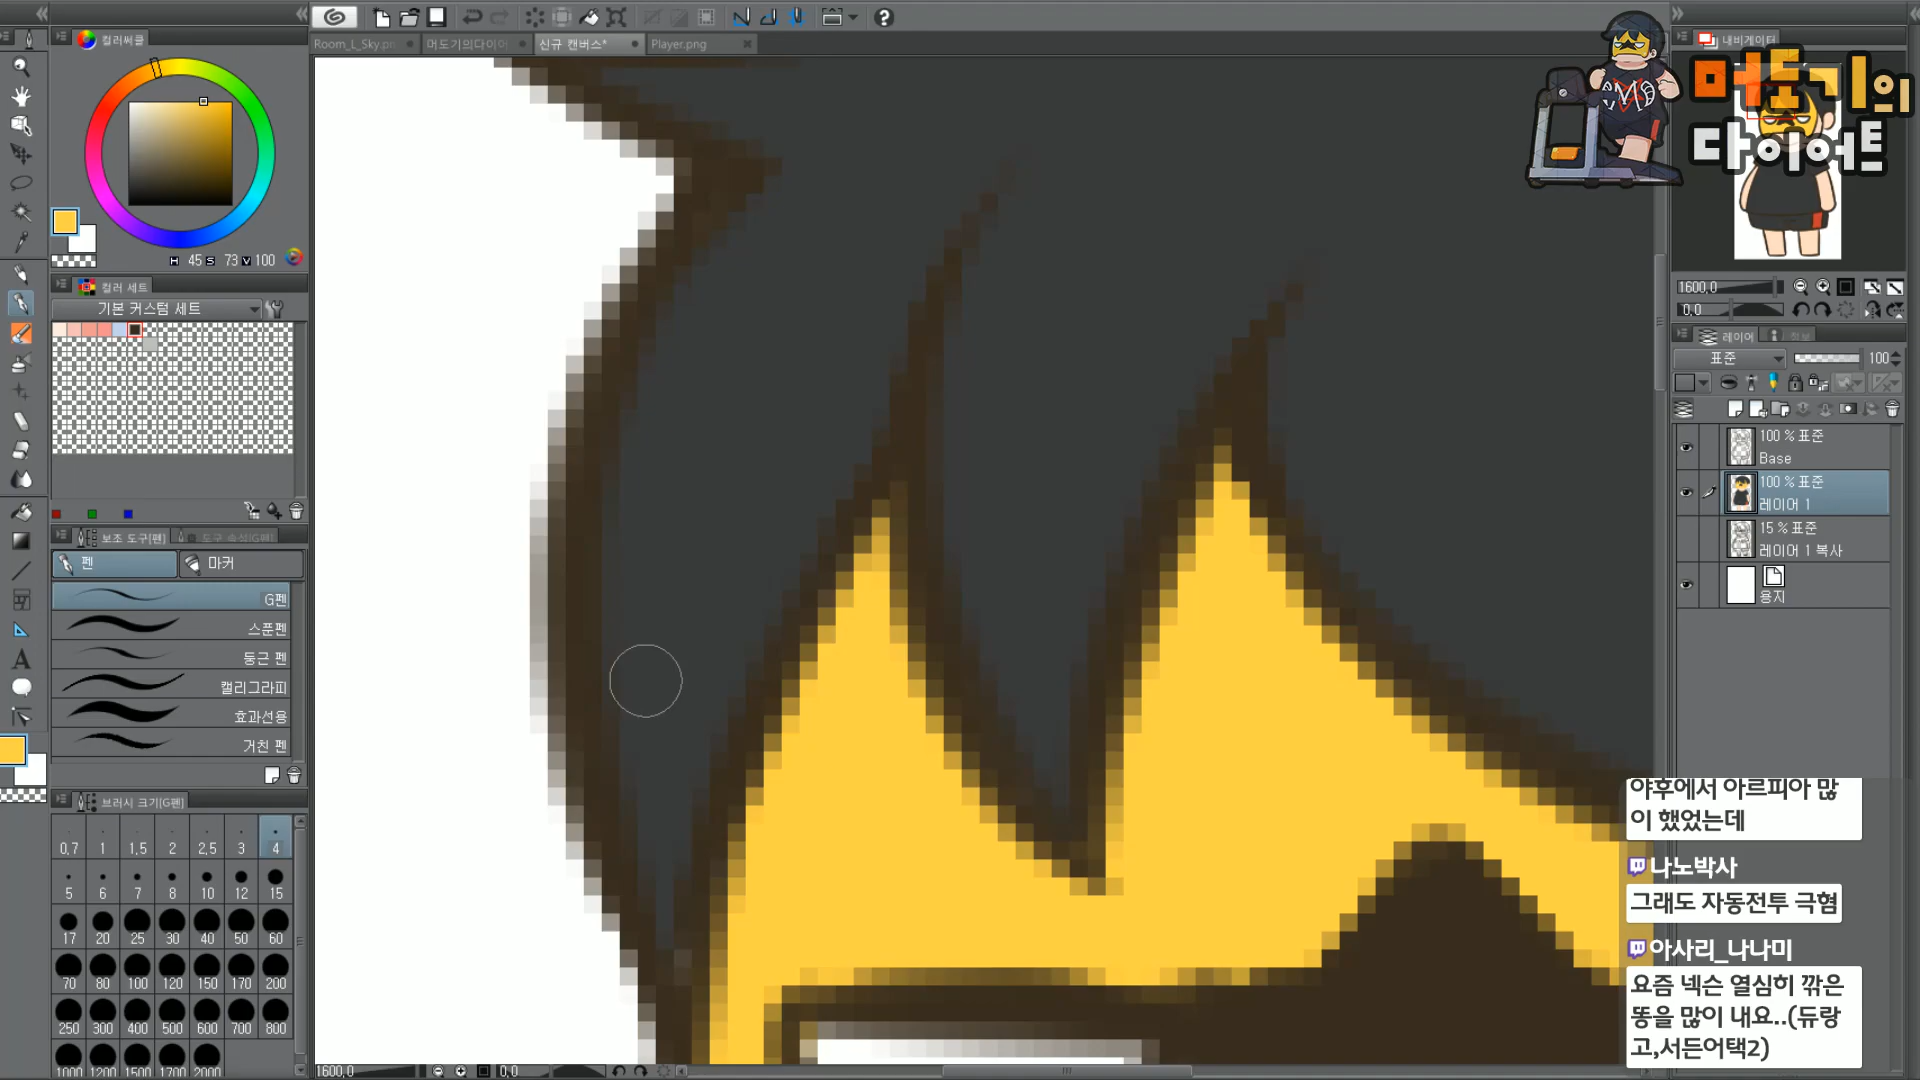 컬러써클
H 45 S 73 V 100
컬러 세트
기본 커스텀 세트
보조 도구[펜]
도구 속성[G펜]
펜
마커
G펜
스푼펜
둥근 펜
캘리그라피
효과선용
거친 펜
브러시 크기[G펜]
0.7 1 1.5 2 2.5 3 4
5 6 7 8 10 12 15
17 20 25 30 40 50 60
70 80 100 120 150 170 200
250 300 400 500 600 700 800
1000 1200 1500 1700 2000
Room_L_Sky.pn
머도기의다이어
신규 캔버스*
Player.png
1600.0
0.0
내비게이터
머도기의
다이어트
1600.0
0.0
레이어
정보
표준
100
100 % 표준
Base
100 % 표준
레이어 1
15 % 표준
레이어 1 복사
용지
야후에서 아르피아 많
이 했었는데
나노박사
그래도 자동전투 극혐
아사리_나나미
요즘 넥슨 열심히 깎은
똥을 많이 내요..(듀랑
고,서든어택2)